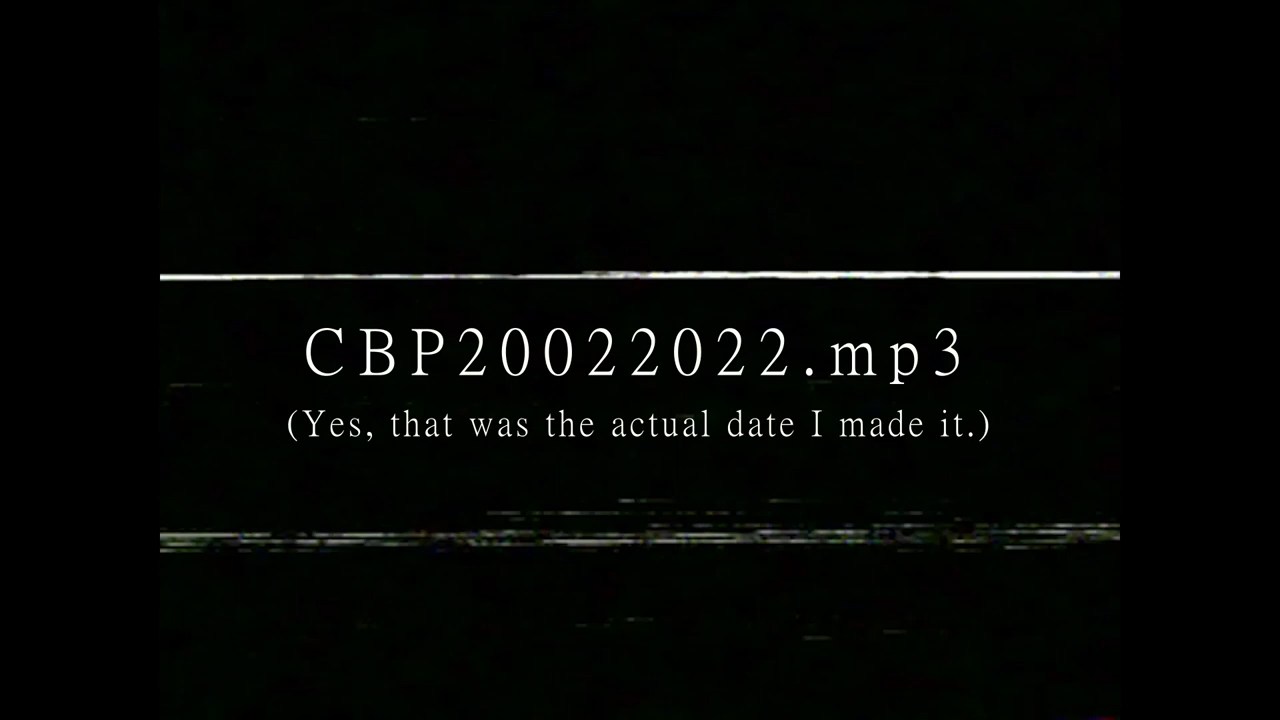 CBP20022022.mp3
(Yes, that was the actual date I made it.)